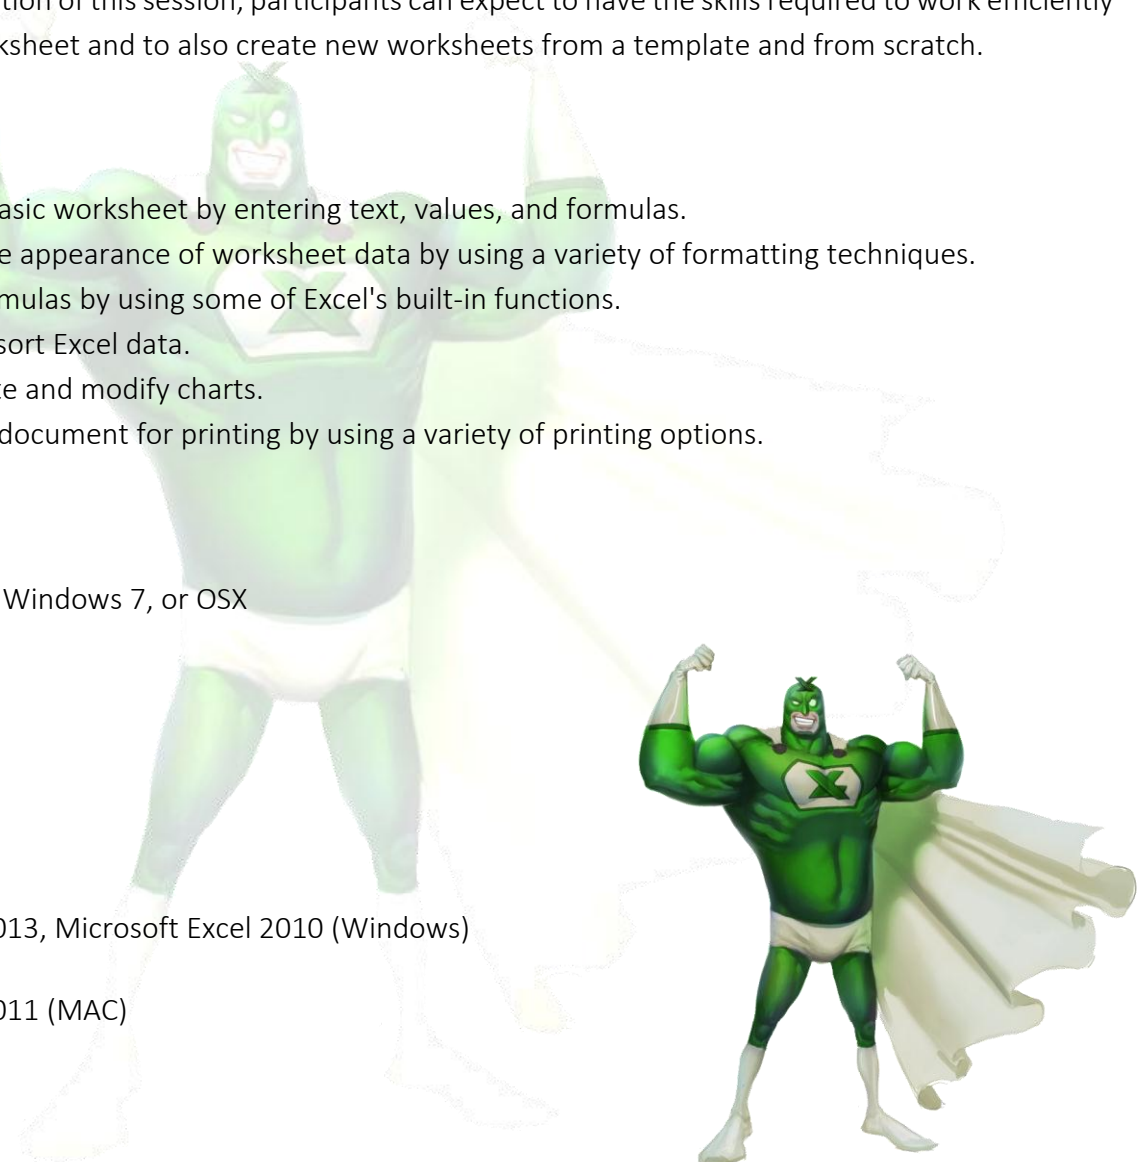 tion of this session, participants can expect to have the skills required to work efficiently
ksheet and to also create new worksheets from a template and from scratch.
asic worksheet by entering text, values, and formulas.
e appearance of worksheet data by using a variety of formatting techniques.
mulas by using some of Excel's built-in functions.
sort Excel data.
te and modify charts.
document for printing by using a variety of printing options.
Windows 7, or OSX
X
013, Microsoft Excel 2010 (Windows)
011 (MAC)